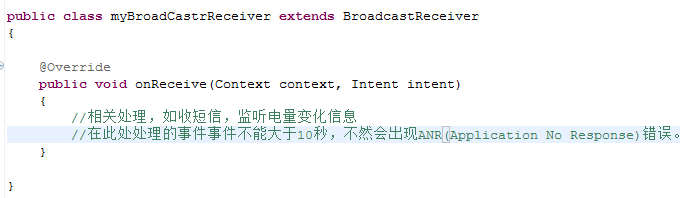 public class myBroadCastrReceiver extends BroadcastReceiver
{
@Override
public void onReceive(Context context, Intent intent)
{
//相关处理，如收短信，监听电量变化信息
//在此处处理的事件事件不能大于10秒，不然会出现ANR(Application No Response)错误。
}
}